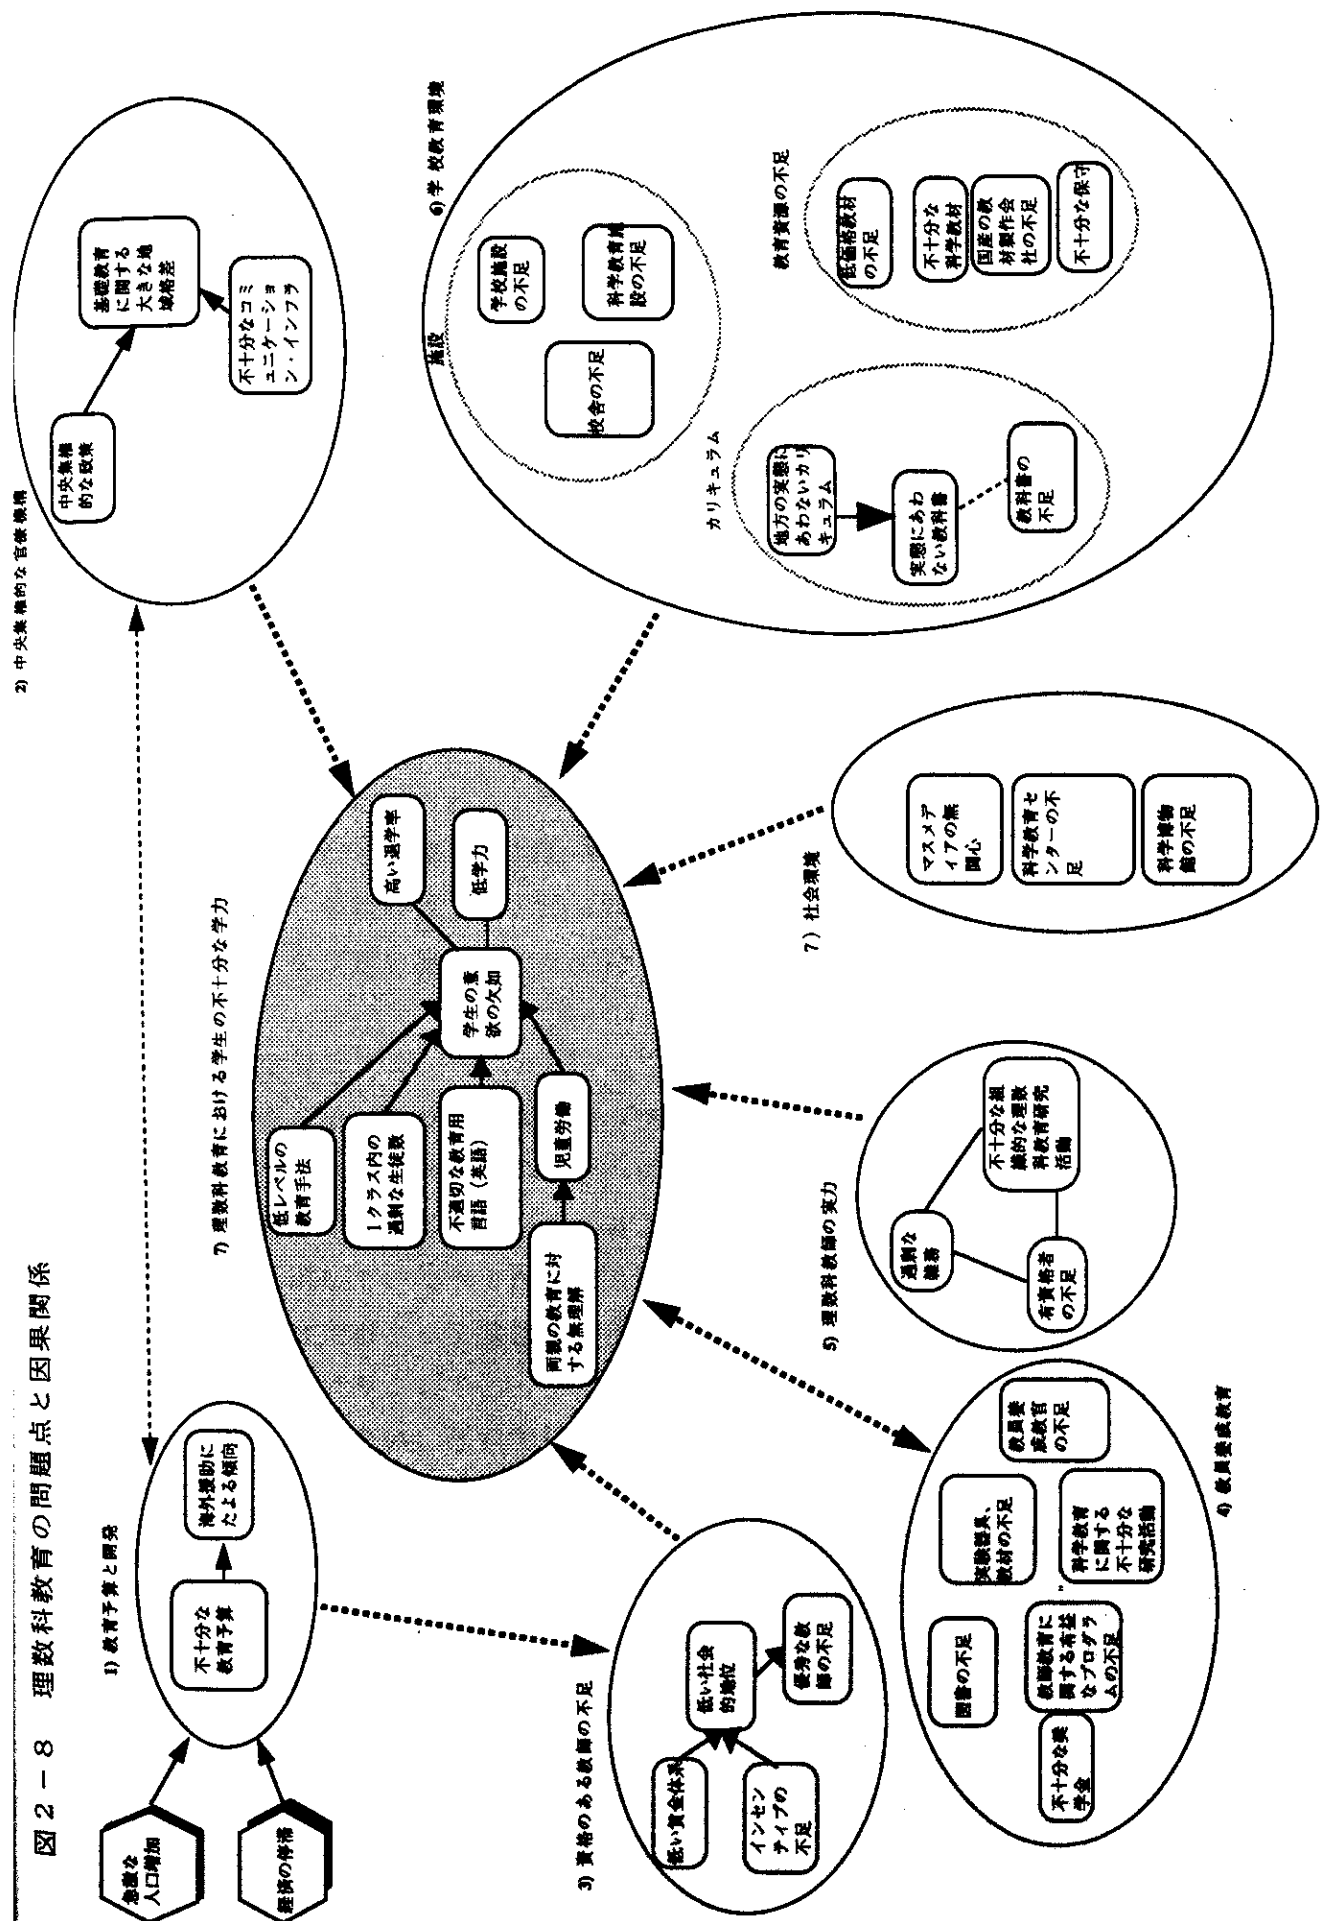 図2－8　理数科教育の問題点と因果関係
急激な
人口増加
経済の停滞
1) 教育予算と開発
不十分な
教育予算
海外援助に
たよる傾向
2) 中央集権的な官僚機構
中央集権
的な政策
基礎教育
に関する
大きな地
域格差
不十分なコミ
ュニケーショ
ン・インフラ
3) 資格のある教師の不足
低い賃金体系
インセン
ティブの
不足
低い社会
的地位
優秀な教
師の不足
7) 理数科教育における学生の不十分な学力
低レベルの
教育手法
1クラス内の
過剰な生徒数
不適切な教育用
言語（英語）
両親の教育に対
する無理解
児童労働
学生の意
欲の欠如
高い退学率
低学力
6) 学校教育環境
施設
学校施設
の不足
科学教育施
設の不足
校舎の不足
カリキュラム
地方の実態に
あわないカリ
キュラム
実態にあわ
ない教科書
教科書の
不足
教育資源の不足
低価格教材
の不足
不十分な
科学教材
国産の教
材製作会
社の不足
不十分な保守
4) 教員養成教育
図書の不足
実験器具、
教材の不足
教員養
成教官
の不足
不十分な奨
学金
教師教育に
関する有益
なプログラ
ムの不足
科学教育
に関する
不十分な
研究活動
5) 理数科教師の実力
過剰な
雑務
有資格者
の不足
不十分な組
織的な理数
科教育研究
活動
7) 社会環境
マスメデ
ィアの無
関心
科学教育セ
ンターの不
足
科学博物
館の不足